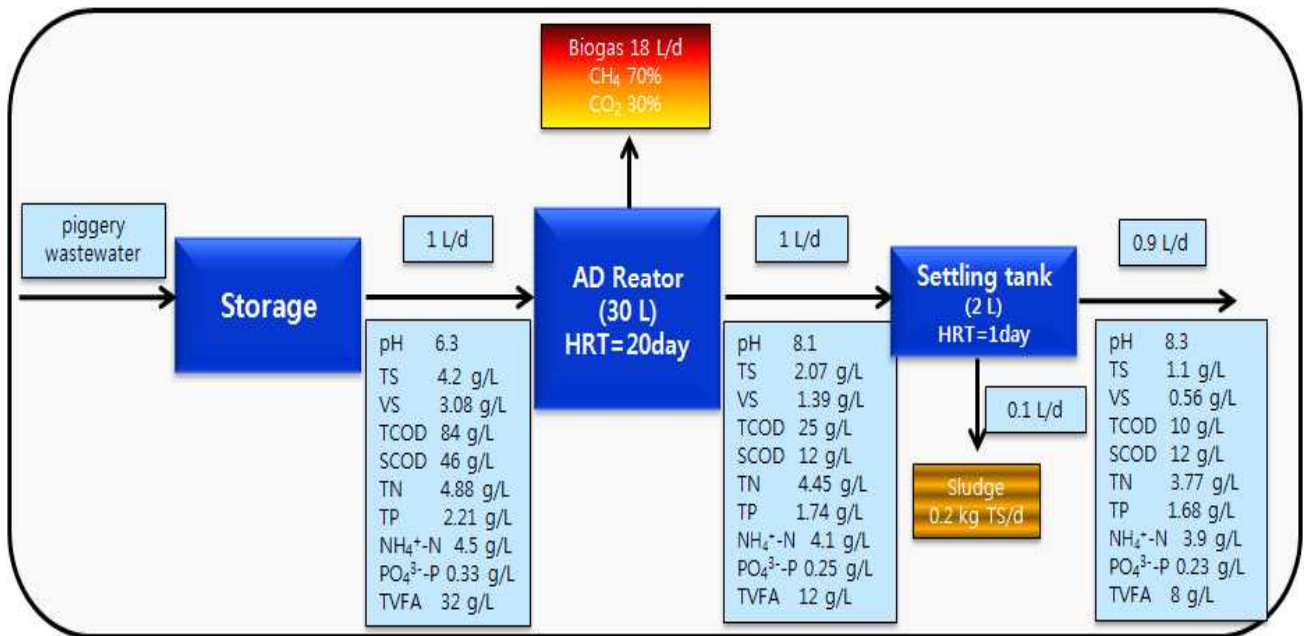 Biogas 18 L/d
CH₄ 70%
CO₂ 30%
piggery
wastewater
Storage
1 L/d
pH 6.3
TS 4.2 g/L
VS 3.08 g/L
TCOD 84 g/L
SCOD 46 g/L
TN 4.88 g/L
TP 2.21 g/L
NH₄⁺-N 4.5 g/L
PO₄³⁻-P 0.33 g/L
TVFA 32 g/L
AD Reator
(30 L)
HRT=20day
1 L/d
pH 8.1
TS 2.07 g/L
VS 1.39 g/L
TCOD 25 g/L
SCOD 12 g/L
TN 4.45 g/L
TP 1.74 g/L
NH₄⁺-N 4.1 g/L
PO₄³⁻-P 0.25 g/L
TVFA 12 g/L
Settling tank
(2 L)
HRT=1day
0.1 L/d
Sludge
0.2 kg TS/d
0.9 L/d
pH 8.3
TS 1.1 g/L
VS 0.56 g/L
TCOD 10 g/L
SCOD 12 g/L
TN 3.77 g/L
TP 1.68 g/L
NH₄⁺-N 3.9 g/L
PO₄³⁻-P 0.23 g/L
TVFA 8 g/L